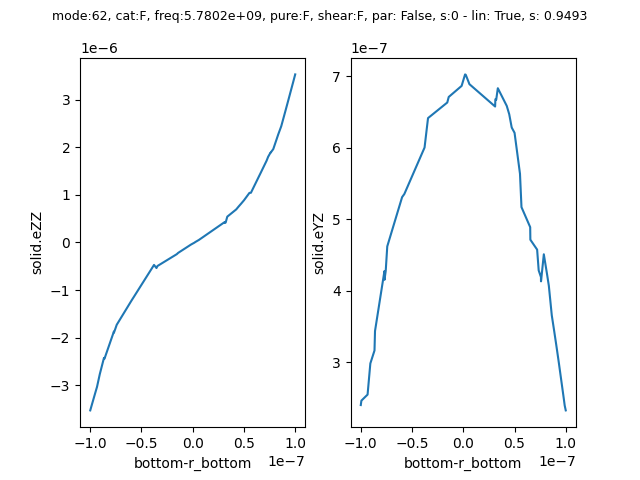 mode:62, cat:F, freq:5.7802e+09, pure:F, shear:F, par: False, s:0 - lin: True, s: 0.9493
1e−6
3
2
1
0
−1
−2
−3
solid.eZZ
−1.0 −0.5 0.0 0.5 1.0
bottom-r_bottom 1e−7
1e−7
7
6
5
4
3
solid.eYZ
−1.0 −0.5 0.0 0.5 1.0
bottom-r_bottom 1e−7